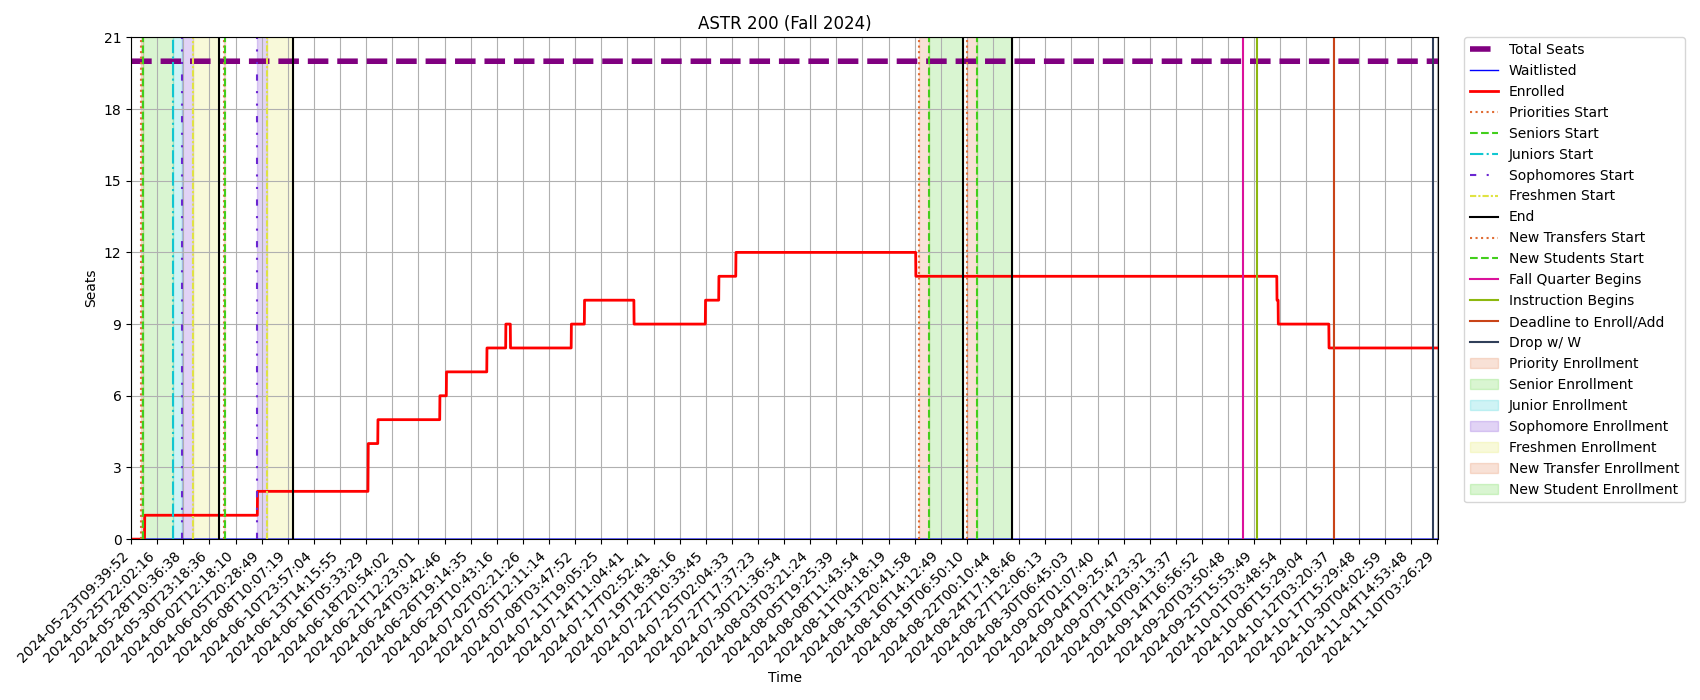 ASTR 200 (Fall 2024)
21
18
15
12
9
6
3
0
Seats
2024-05-23T09:39:52
2024-05-25T22:02:16
2024-05-28T10:36:38
2024-05-30T23:18:36
2024-06-02T12:18:10
2024-06-05T20:28:49
2024-06-08T10:07:19
2024-06-10T23:57:04
2024-06-13T14:15:55
2024-06-16T05:33:29
2024-06-18T20:54:02
2024-06-21T12:23:01
2024-06-24T03:42:46
2024-06-26T19:14:35
2024-06-29T10:43:16
2024-07-02T02:21:26
2024-07-05T12:11:14
2024-07-08T03:47:52
2024-07-11T19:05:25
2024-07-14T11:04:41
2024-07-17T02:52:41
2024-07-19T18:38:16
2024-07-22T10:33:45
2024-07-25T02:04:33
2024-07-27T17:37:23
2024-07-30T21:36:54
2024-08-03T03:21:24
2024-08-05T19:25:39
2024-08-08T11:43:54
2024-08-11T04:18:19
2024-08-13T20:41:58
2024-08-16T14:12:49
2024-08-19T06:50:10
2024-08-22T00:10:44
2024-08-24T17:18:46
2024-08-27T12:06:13
2024-08-30T06:45:03
2024-09-02T01:07:40
2024-09-04T19:25:47
2024-09-07T14:23:32
2024-09-10T09:13:37
2024-09-14T16:56:52
2024-09-20T03:50:48
2024-09-25T15:53:49
2024-10-01T03:48:54
2024-10-06T15:29:04
2024-10-12T03:20:37
2024-10-17T15:29:48
2024-10-30T04:02:59
2024-11-04T14:53:48
2024-11-10T03:26:29
Time
Total Seats
Waitlisted
Enrolled
Priorities Start
Seniors Start
Juniors Start
Sophomores Start
Freshmen Start
End
New Transfers Start
New Students Start
Fall Quarter Begins
Instruction Begins
Deadline to Enroll/Add
Drop w/ W
Priority Enrollment
Senior Enrollment
Junior Enrollment
Sophomore Enrollment
Freshmen Enrollment
New Transfer Enrollment
New Student Enrollment